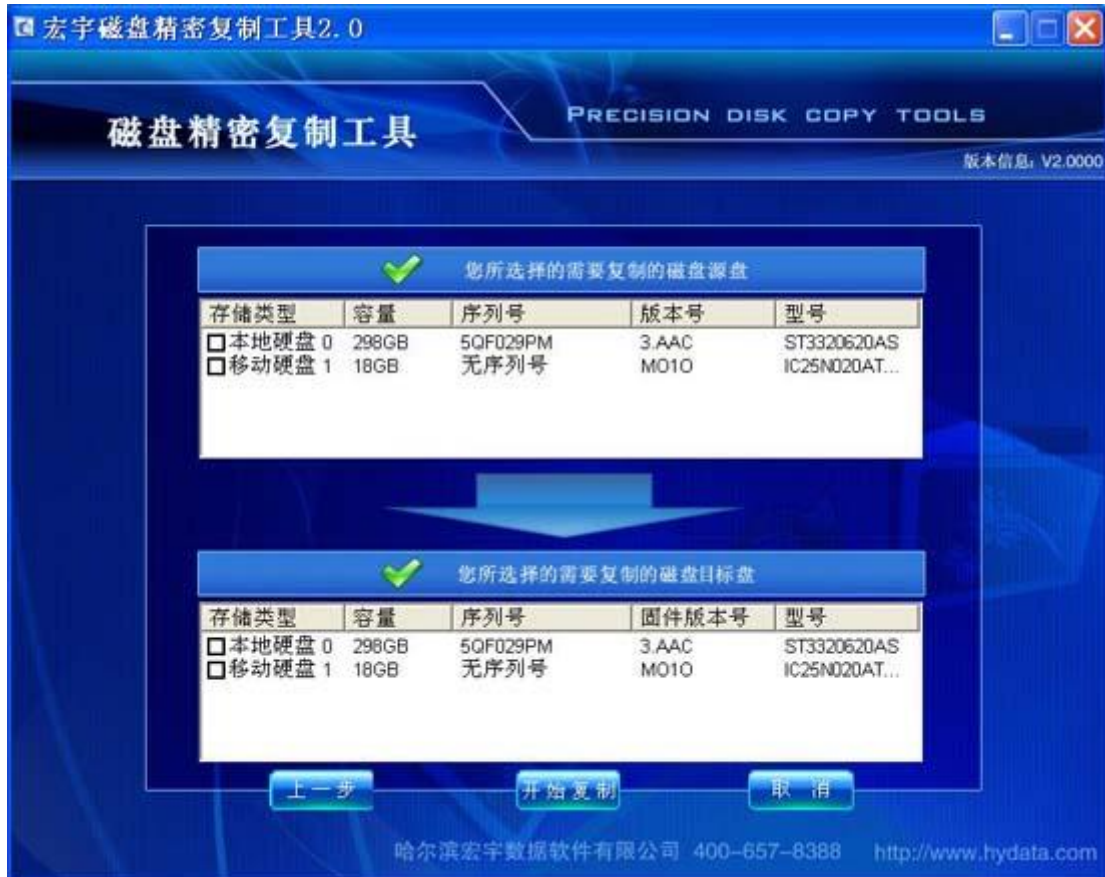 宏宇磁盘精密复制工具2.0
磁盘精密复制工具
PRECISION DISK COPY TOOLS
版本信息: V2.0000
您所选择的需要复制的磁盘源盘
存储类型 容量 序列号 版本号 型号
本地硬盘 0 298GB 5QF029PM 3.AAC ST3320620AS
移动硬盘 1 18GB 无序列号 MO1O IC25N020AT...
您所选择的需要复制的磁盘目标盘
存储类型 容量 序列号 固件版本号 型号
本地硬盘 0 298GB 5QF029PM 3.AAC ST3320620AS
移动硬盘 1 18GB 无序列号 MO1O IC25N020AT...
上一步 开始复制 取消
哈尔滨宏宇数据软件有限公司 400-657-8388 http://www.hydata.com